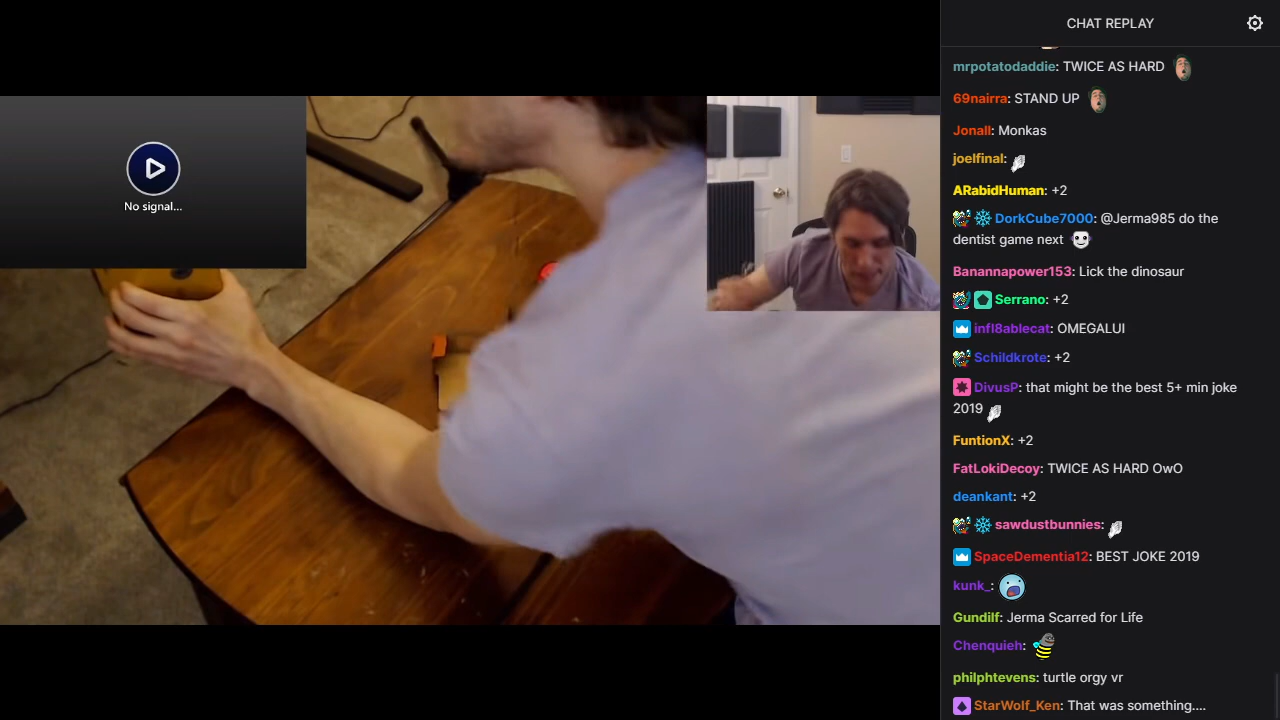 CHAT REPLAY
mrpotatodaddie: TWICE AS HARD
69nairra: STAND UP
Jonall: Monkas
joelfinal:
ARabidHuman: +2
DorkCube7000: @Jerma985 do the
dentist game next
Banannapower153: Lick the dinosaur
Serrano: +2
infl8ablecat: OMEGALUI
Schildkrote: +2
DivusP: that might be the best 5+ min joke
2019
FuntionX: +2
FatLokiDecoy: TWICE AS HARD OwO
deankant: +2
sawdustbunnies:
SpaceDementia12: BEST JOKE 2019
kunk_:
Gundilf: Jerma Scarred for Life
Chenquieh:
philphtevens: turtle orgy vr
StarWolf_Ken: That was something....
No signal...